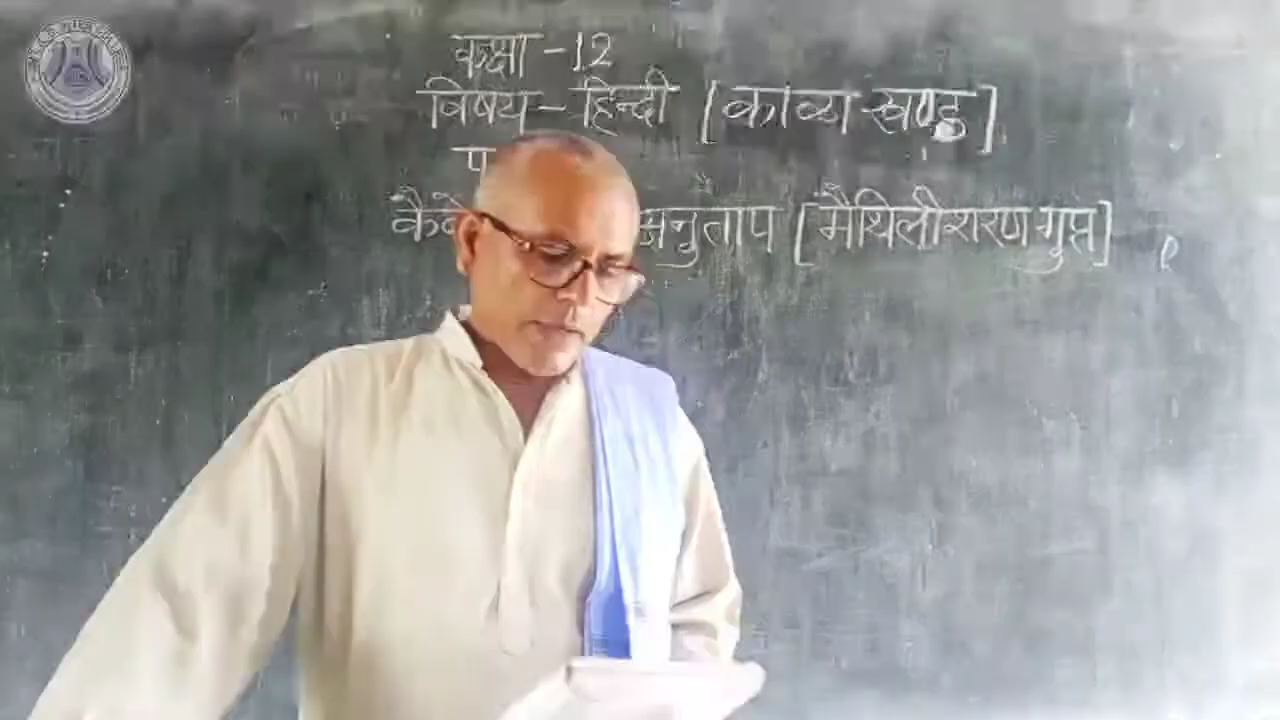 कक्षा - 12
विषय - हिन्दी [काव्य खण्ड]
प
कैके अनुताप [मैथिलीशरण गुप्त]